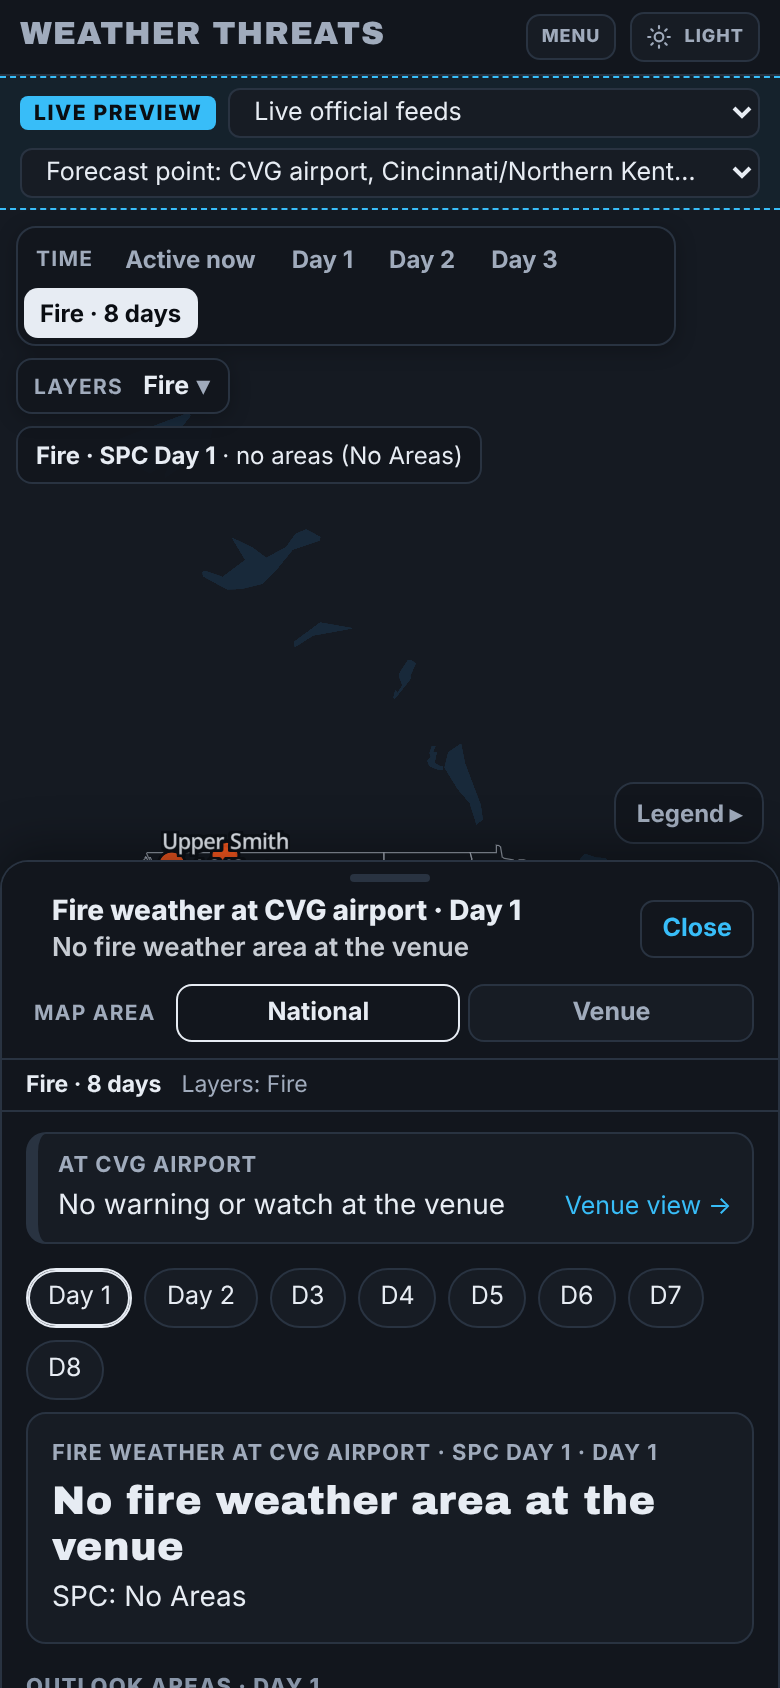 WEATHER THREATS
MENU
LIGHT
LIVE PREVIEW
Live official feeds
Forecast point: CVG airport, Cincinnati/Northern Kent...
TIME Active now Day 1 Day 2 Day 3
Fire · 8 days
LAYERS Fire ▾
Fire · SPC Day 1 · no areas (No Areas)
Legend ▸
Upper Smith
Fire weather at CVG airport · Day 1
No fire weather area at the venue
Close
MAP AREA National Venue
Fire · 8 days Layers: Fire
AT CVG AIRPORT
No warning or watch at the venue Venue view →
Day 1 Day 2 D3 D4 D5 D6 D7
D8
FIRE WEATHER AT CVG AIRPORT · SPC DAY 1 · DAY 1
No fire weather area at the
venue
SPC: No Areas
OUTLOOK AREAS · DAY 1